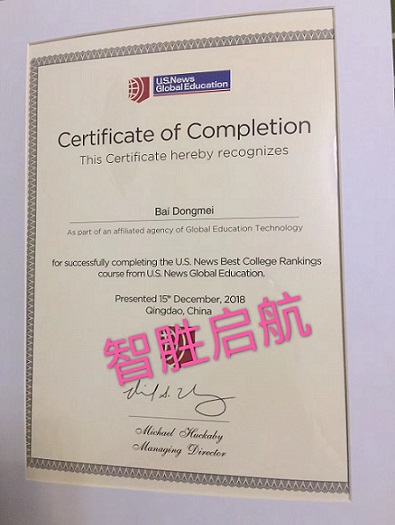 U.S.News
Global Education
Certificate of Completion
This Certificate hereby recognizes
Bai Dongmei
As part of an affiliated agency of Global Education Technology
for successfully completing the U.S. News Best College Rankings
course from U.S. News Global Education.
Presented 15th December, 2018
Qingdao, China
智胜启航
Michael Huckaby
Managing Director